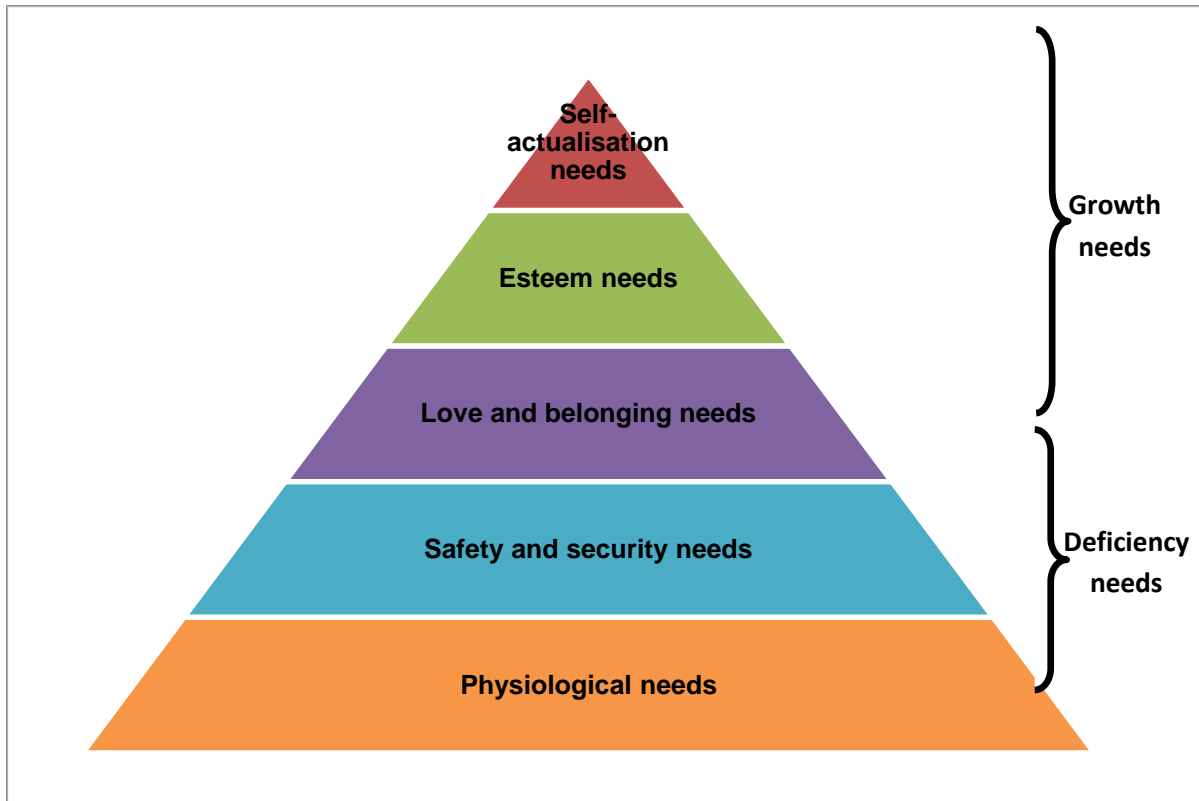 Self-
actualisation
needs
Growth
needs
Esteem needs
Love and belonging needs
Safety and security needs
Deficiency
needs
Physiological needs